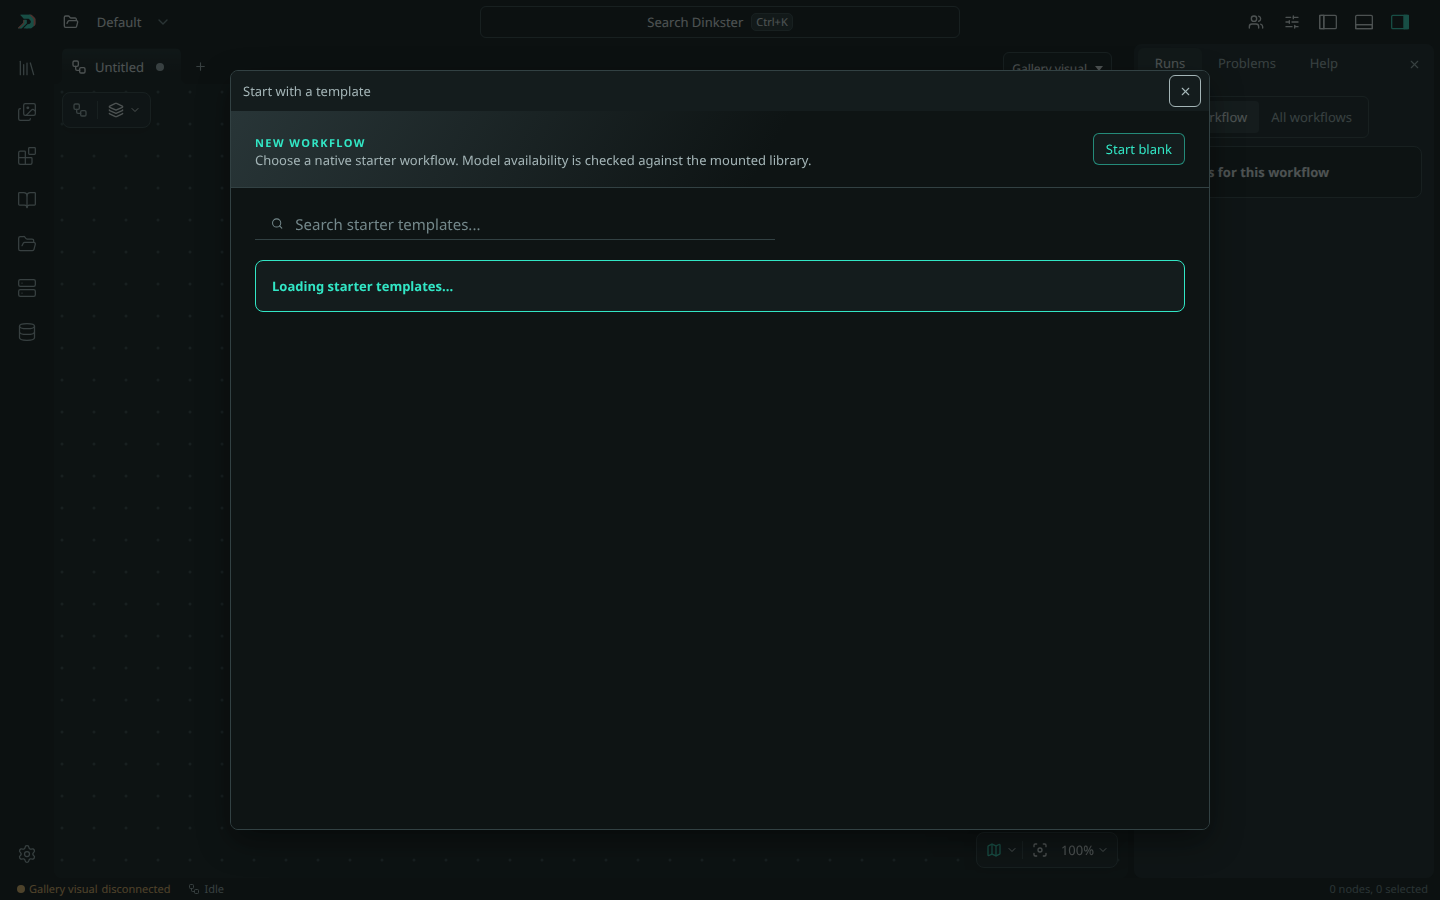 Default
Search Dinkster Ctrl+K
Untitled
Gallery visual
Runs Problems Help
Start with a template
NEW WORKFLOW
Choose a native starter workflow. Model availability is checked against the mounted library.
Start blank
All workflows
s for this workflow
Search starter templates...
Loading starter templates...
100%
Gallery visual disconnected
Idle
0 nodes, 0 selected